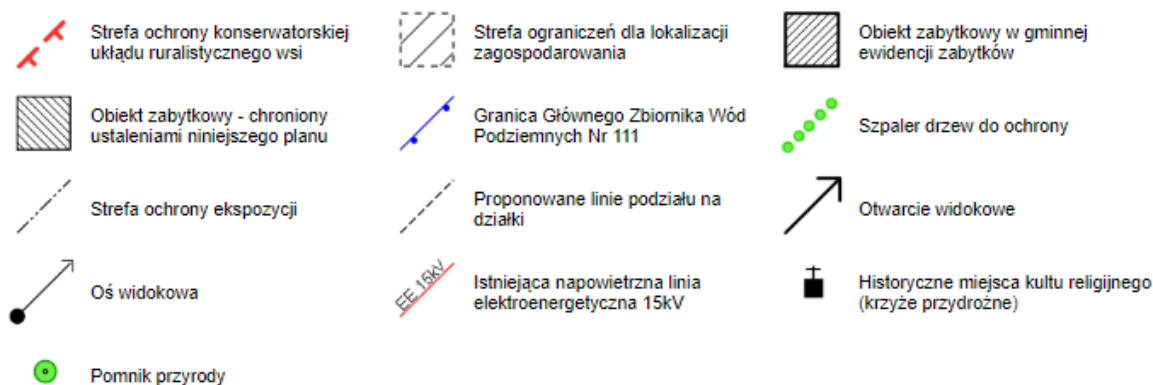 Strefa ochrony konserwatorskiej
układu ruralistycznego wsi
Strefa ograniczeń dla lokalizacji
zagospodarowania
Obiekt zabytkowy w gminnej
ewidencji zabytków
Obiekt zabytkowy - chroniony
ustaleniami niniejszego planu
Granica Głównego Zbiornika Wód
Podziemnych Nr 111
Szpaler drzew do ochrony
Strefa ochrony ekspozycji
Proponowane linie podziału na
działki
Otwarcie widokowe
Oś widokowa
EE 15kV
Istniejąca napowietrzna linia
elektroenergetyczna 15kV
Historyczne miejsca kultu religijnego
(krzyże przydrożne)
Pomnik przyrody